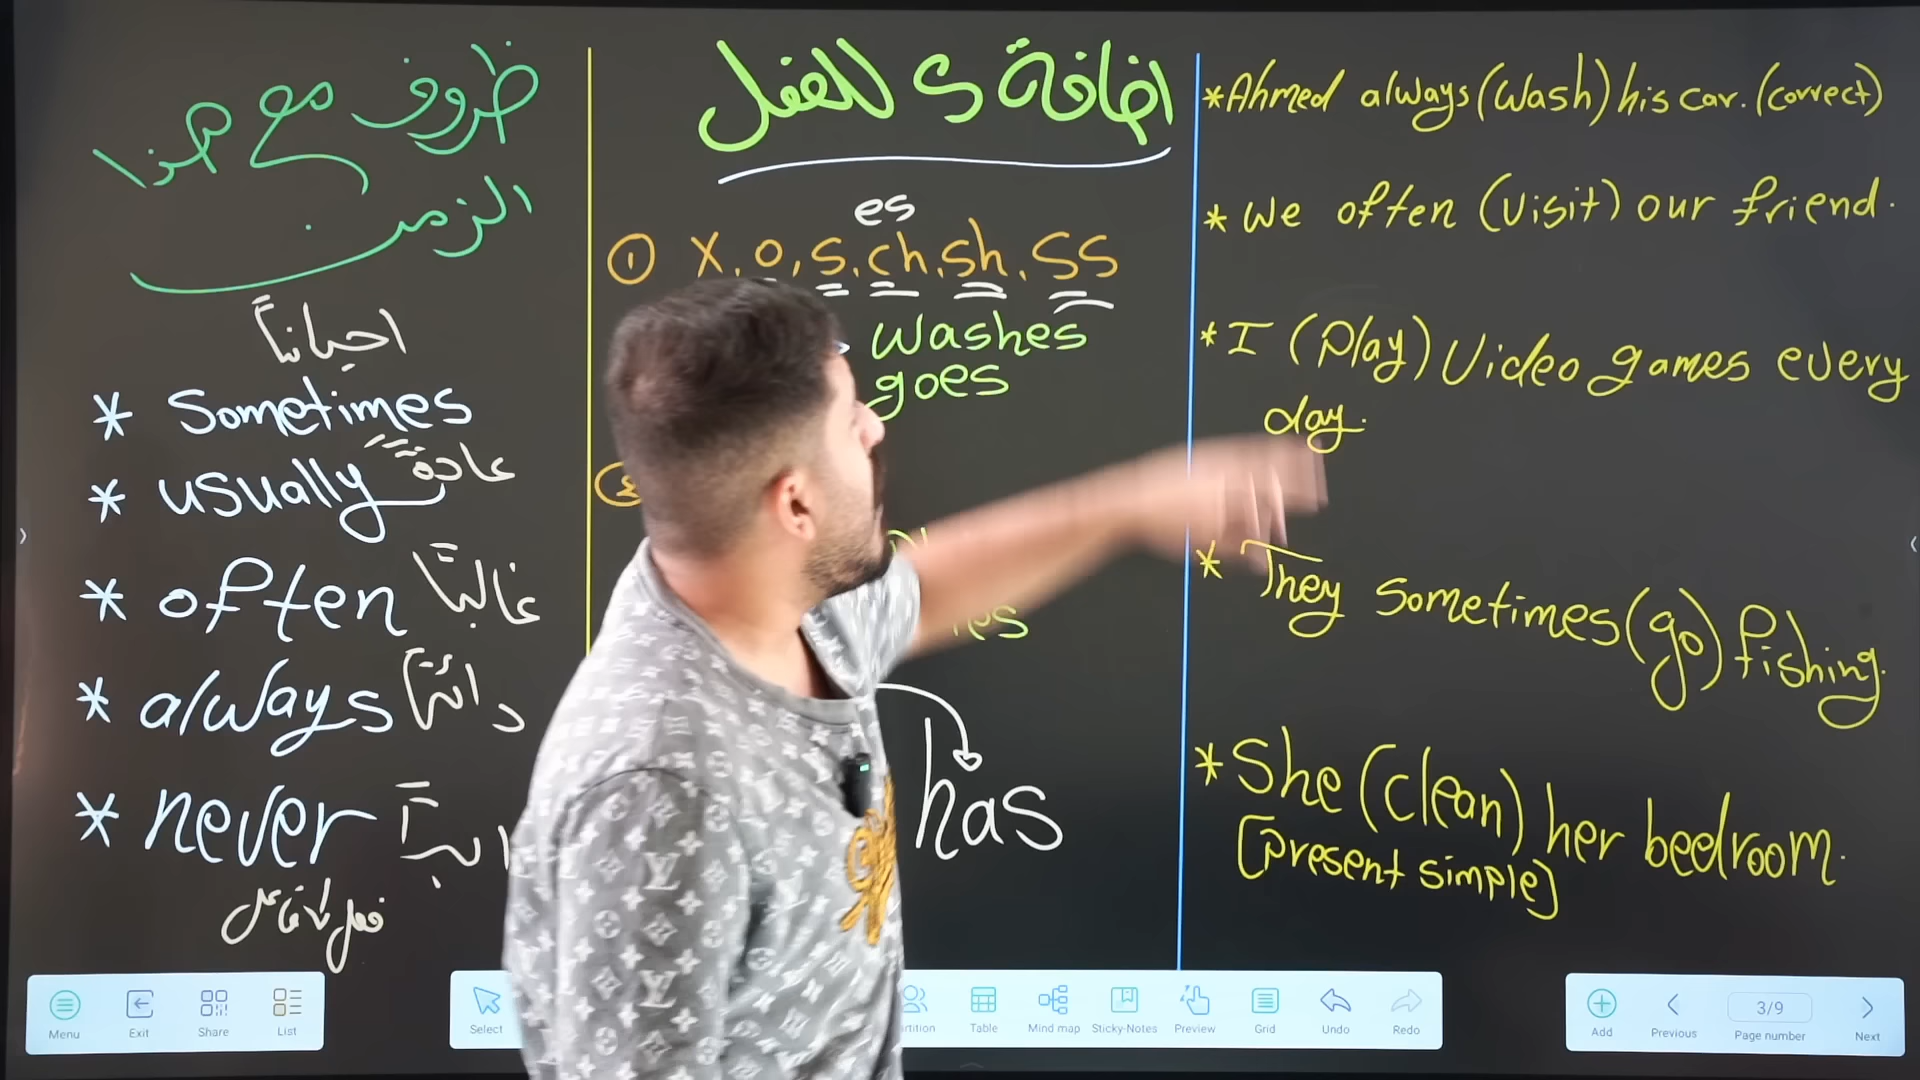 ظروف مع هذا
الزمن
احياناً
* Sometimes
* usually عادةً
* often غالباً
* always دائماً
* never ابداً
اضافة S للفعل
es
① X, o, s, ch, sh, ss
washes
goes
②
ies
has
*Ahmed always (wash) his car. (correct)
* We often (visit) our friend.
* I (play) video games every
day.
* They sometimes (go) fishing.
* She (clean) her bedroom.
[present simple]
Menu
Exit
Share
List
Select
Table
Mind map
Sticky-Notes
Preview
Grid
Undo
Redo
Add
Previous
3/9
Page number
Next